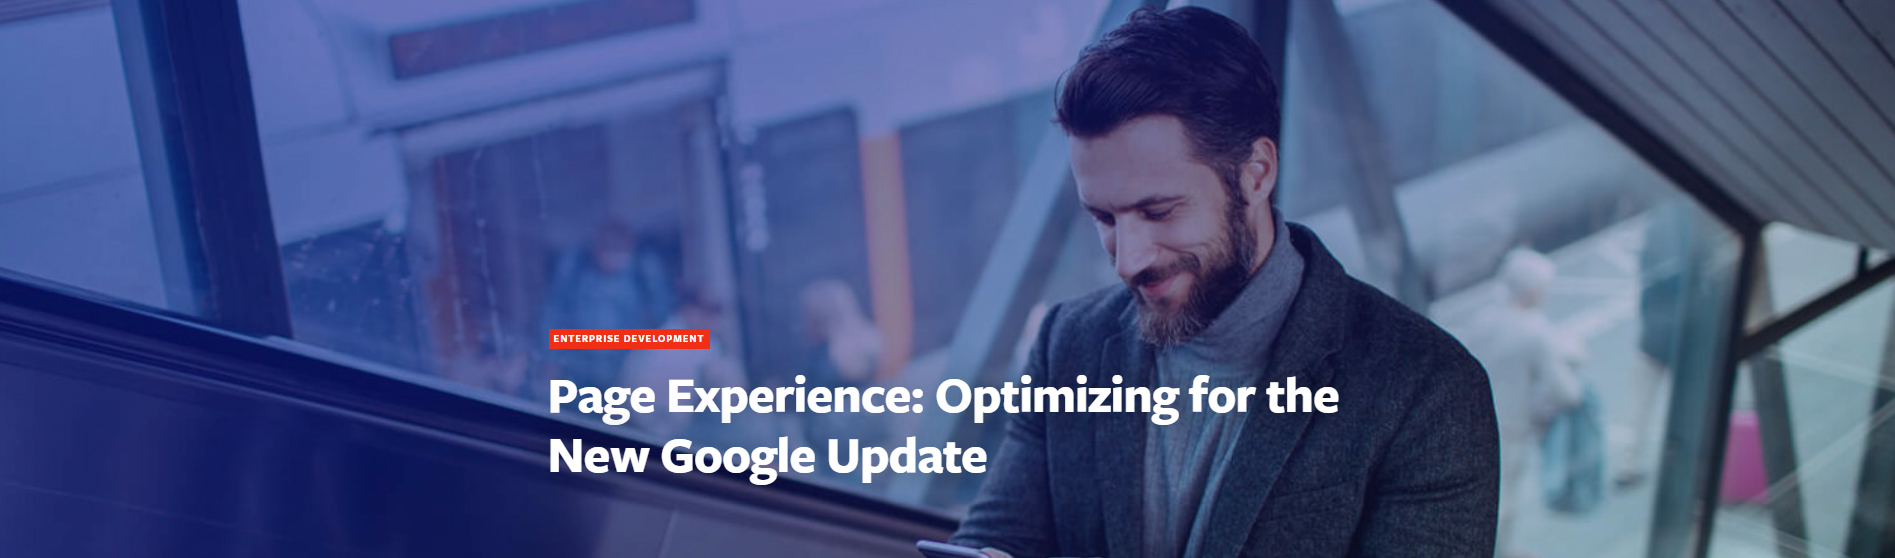 ENTERPRISE DEVELOPMENT
Page Experience: Optimizing for the
New Google Update